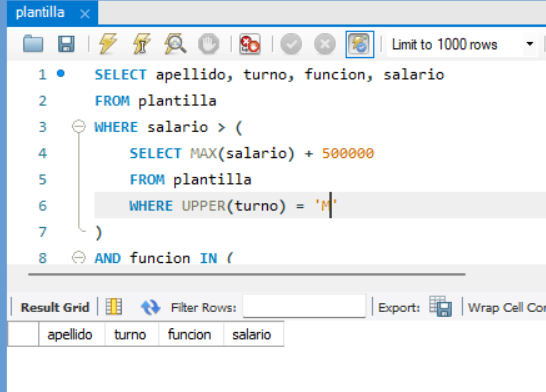 plantilla ×
Limit to 1000 rows
1 SELECT apellido, turno, funcion, salario
2 FROM plantilla
3 WHERE salario > (
4 SELECT MAX(salario) + 500000
5 FROM plantilla
6 WHERE UPPER(turno) = 'M'
7 )
8 AND funcion IN (
Result Grid Filter Rows: Export: Wrap Cell Cor
apellido turno funcion salario